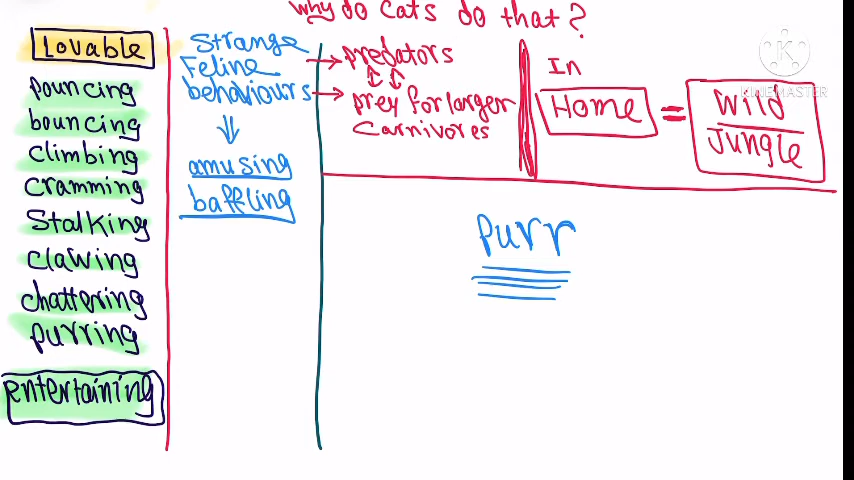 why do cats do that?
Lovable
pouncing
bouncing
climbing
cramming
Stalking
clawing
chattering
purring
entertaining
Strange
Feline
behaviours
amusing
baffling
predators
prey for larger
Carnivores
In
Home = Wild
Jungle
purr
K
KINEMASTER